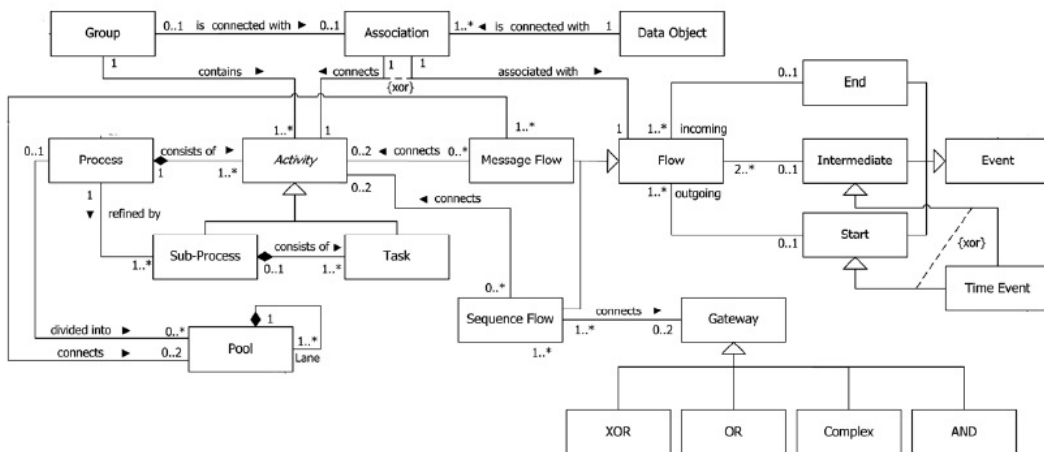 Group
0..1 is connected with ► 0..1
Association
1..* ◄ is connected with 1
Data Object
1
contains ►
1..*
◄ connects
1
1
{xor}
associated with ►
1
1
0..1
End
1..* incoming
0..1
Process
consists of ►
1
1..*
Activity
0..2 ◄ connects 0..*
1..*
Message Flow
Flow
2..* 0..1
Intermediate
Event
0..2
◄ connects
1..*
outgoing
1
▼ refined by
1..*
Sub-Process
consists of ►
0..1 1..*
Task
0..1
Start
{xor}
Time Event
0..*
Sequence Flow
connects ►
1..* 0..2
1..*
Gateway
divided into ► 0..*
connects ► 0..2
Pool
1
1..*
Lane
XOR
OR
Complex
AND